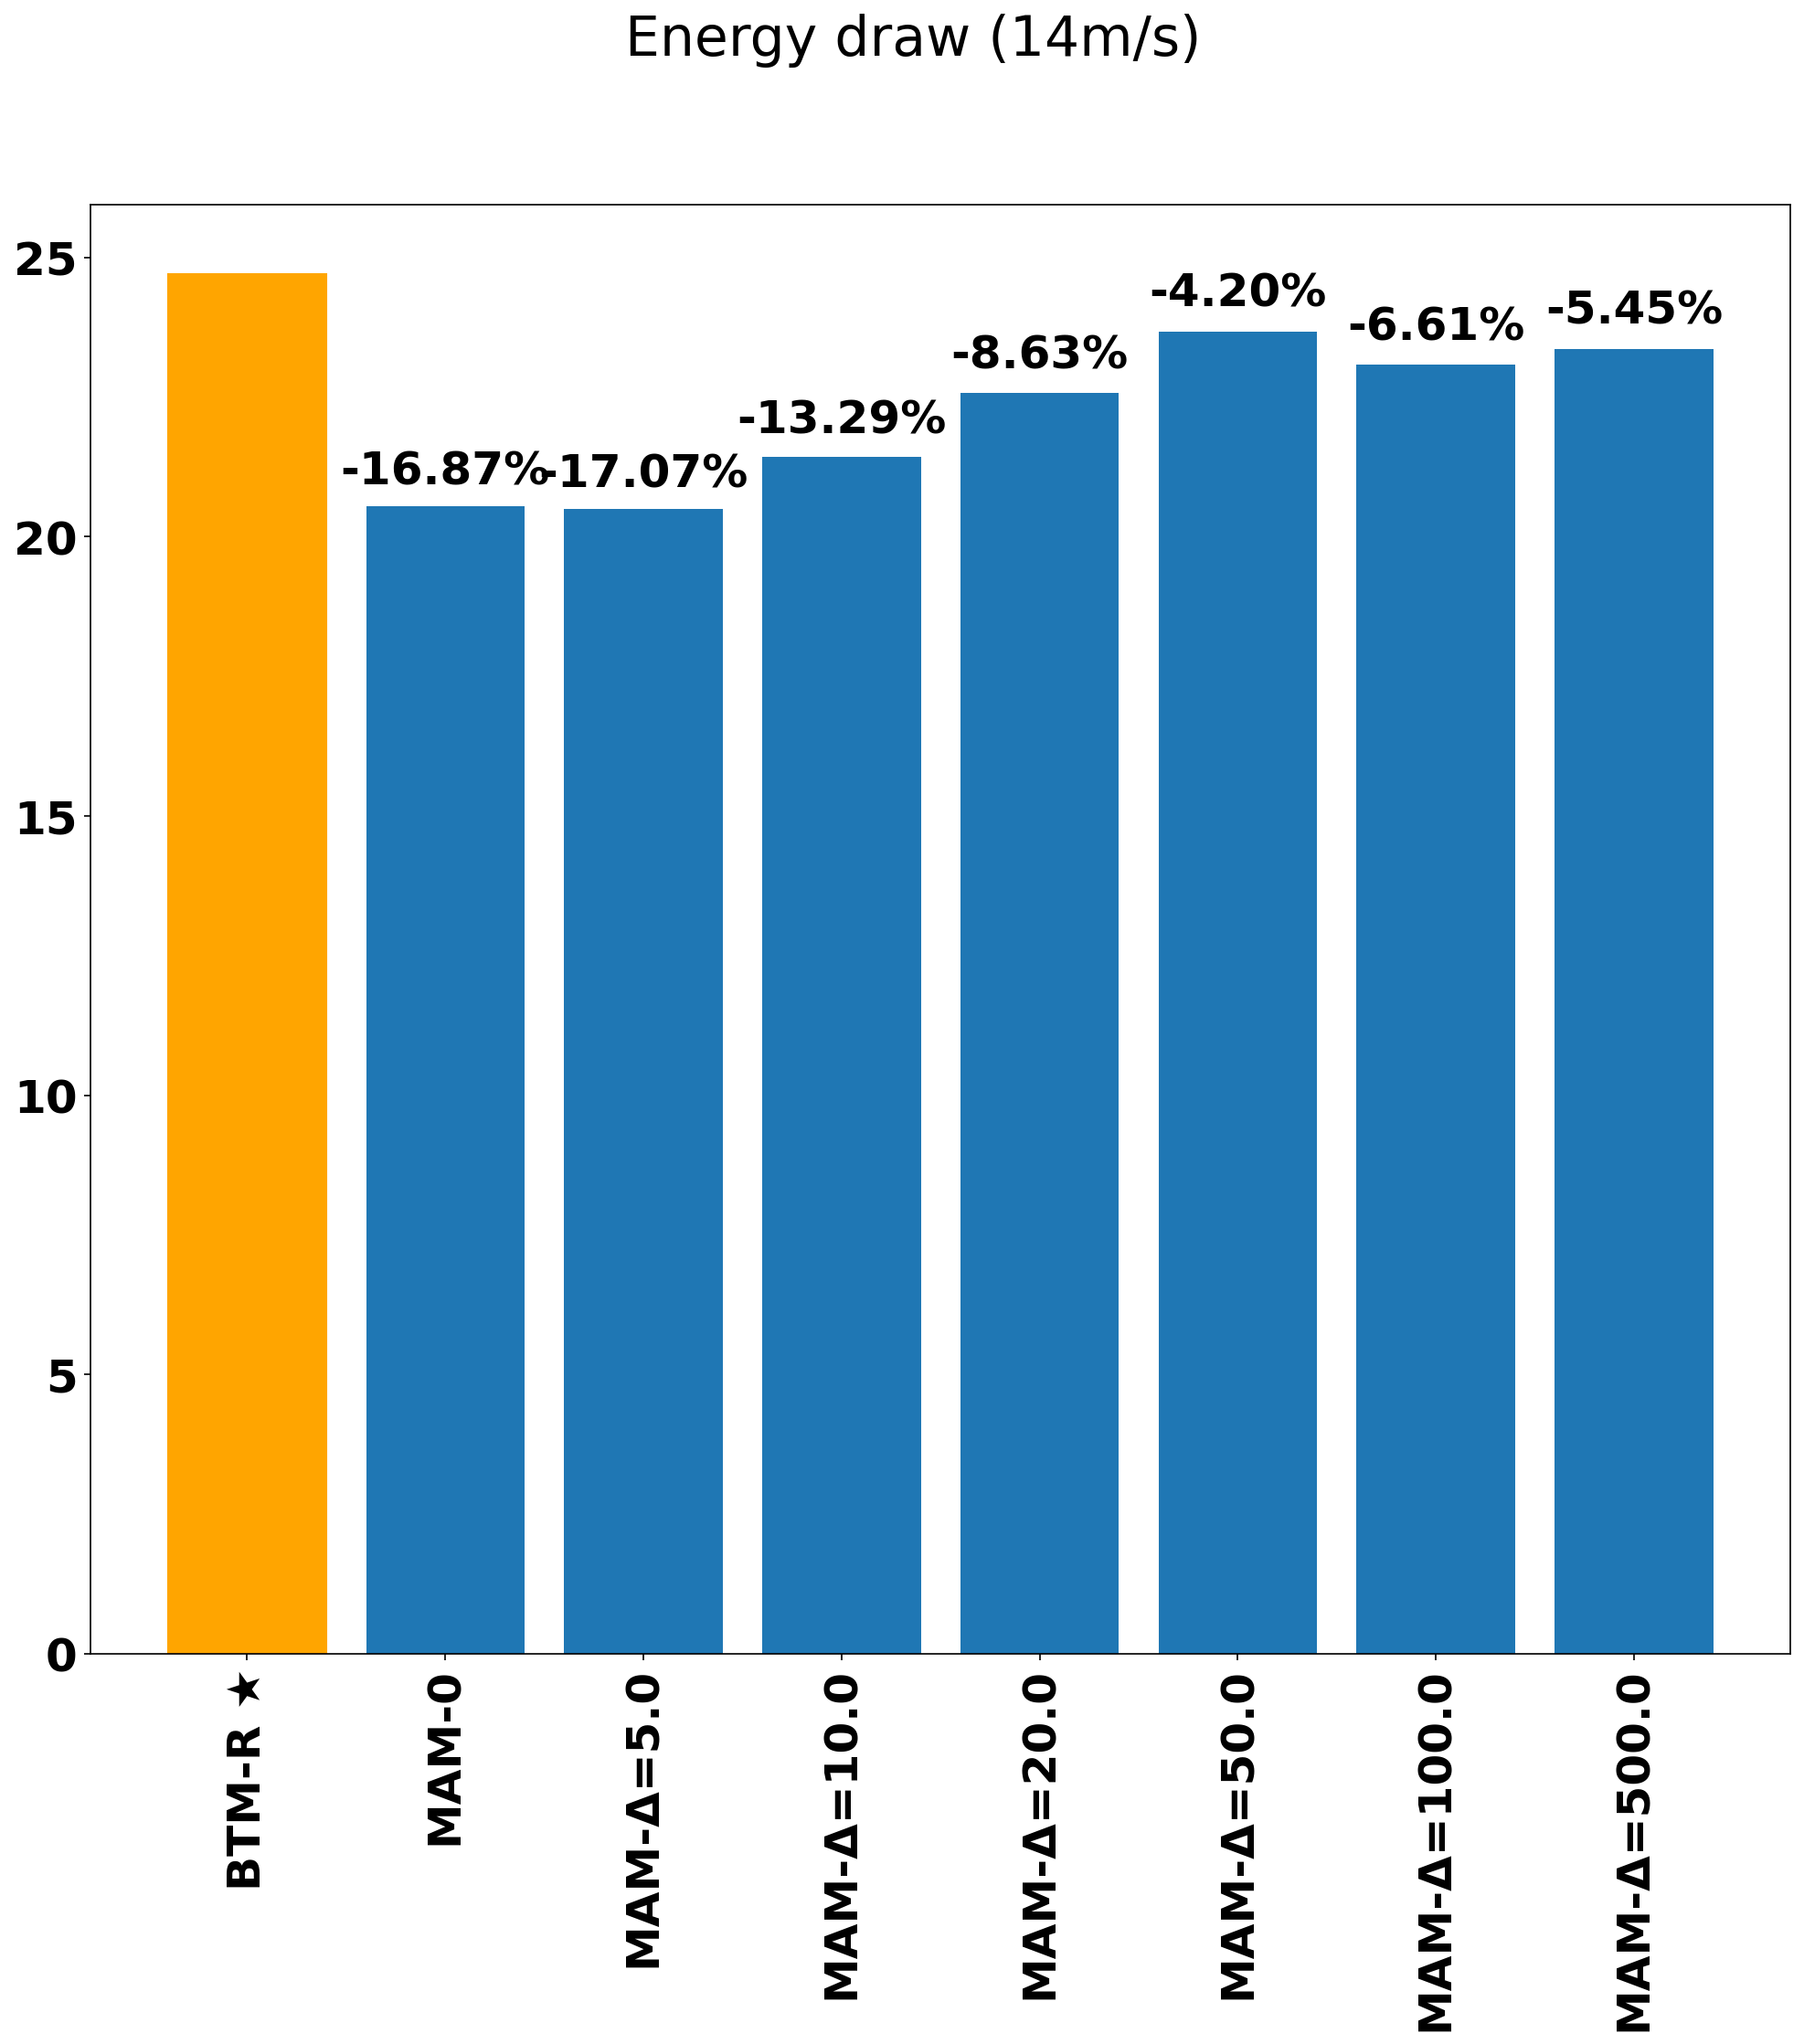 Energy draw (14m/s)
25
20
15
10
5
0
-16.87%
-17.07%
-13.29%
-8.63%
-4.20%
-6.61%
-5.45%
BTM-R ★
MAM-0
MAM-Δ=5.0
MAM-Δ=10.0
MAM-Δ=20.0
MAM-Δ=50.0
MAM-Δ=100.0
MAM-Δ=500.0